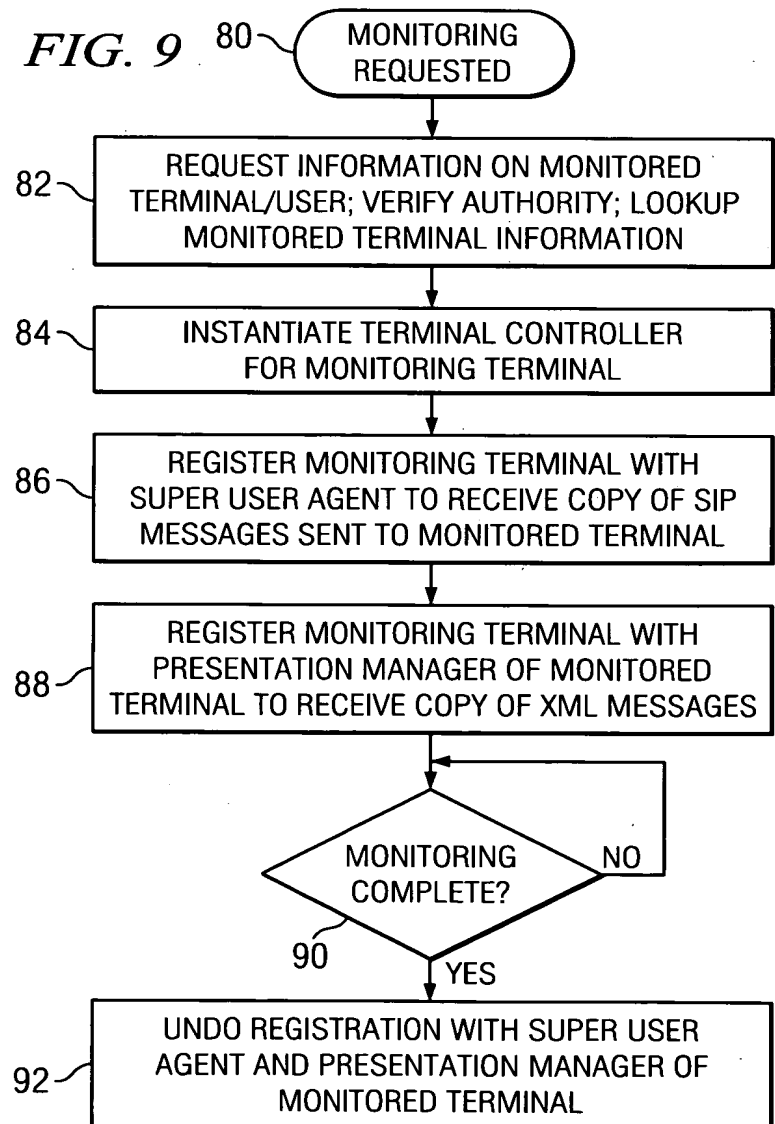 FIG. 9
80
MONITORING
REQUESTED
82
REQUEST INFORMATION ON MONITORED
TERMINAL/USER; VERIFY AUTHORITY; LOOKUP
MONITORED TERMINAL INFORMATION
84
INSTANTIATE TERMINAL CONTROLLER
FOR MONITORING TERMINAL
86
REGISTER MONITORING TERMINAL WITH
SUPER USER AGENT TO RECEIVE COPY OF SIP
MESSAGES SENT TO MONITORED TERMINAL
88
REGISTER MONITORING TERMINAL WITH
PRESENTATION MANAGER OF MONITORED
TERMINAL TO RECEIVE COPY OF XML MESSAGES
MONITORING
COMPLETE?
NO
90
YES
92
UNDO REGISTRATION WITH SUPER USER
AGENT AND PRESENTATION MANAGER OF
MONITORED TERMINAL